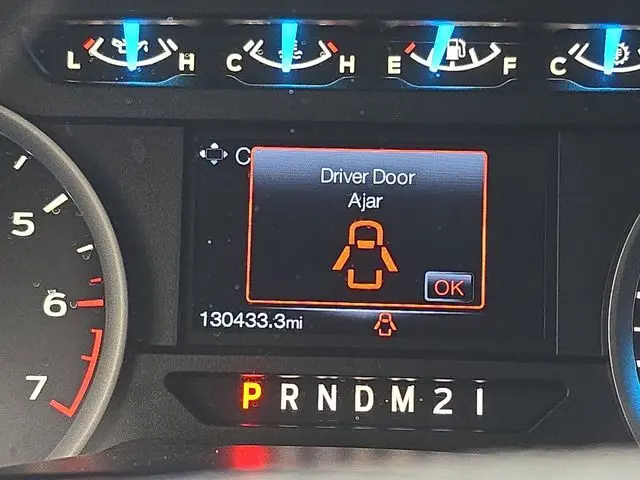 L H C H E F C
C
Driver Door
Ajar
OK
5
6
7
130433.3mi
P R N D M 2 1